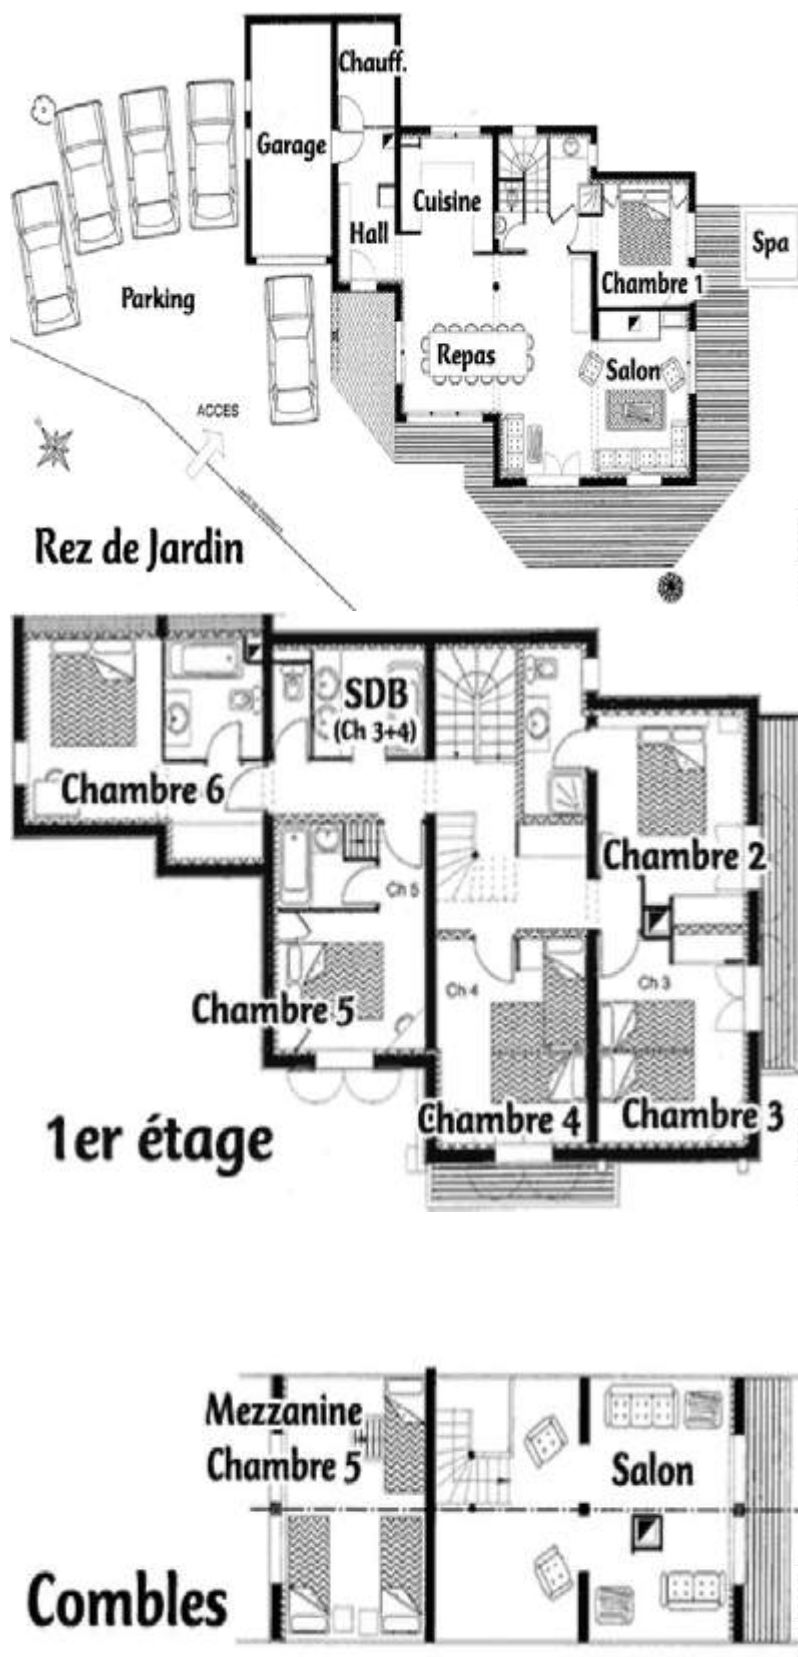 Chauff.
Garage
Cuisine
Hall
Chambre 1
Spa
Parking
Repas
Salon
ACCES
Rez de Jardin
SDB
(Ch 3+4)
Chambre 6
Chambre 2
Ch 5
Chambre 5
Ch 4
Ch 3
Chambre 4
Chambre 3
1er étage
Mezzanine
Chambre 5
Salon
Combles